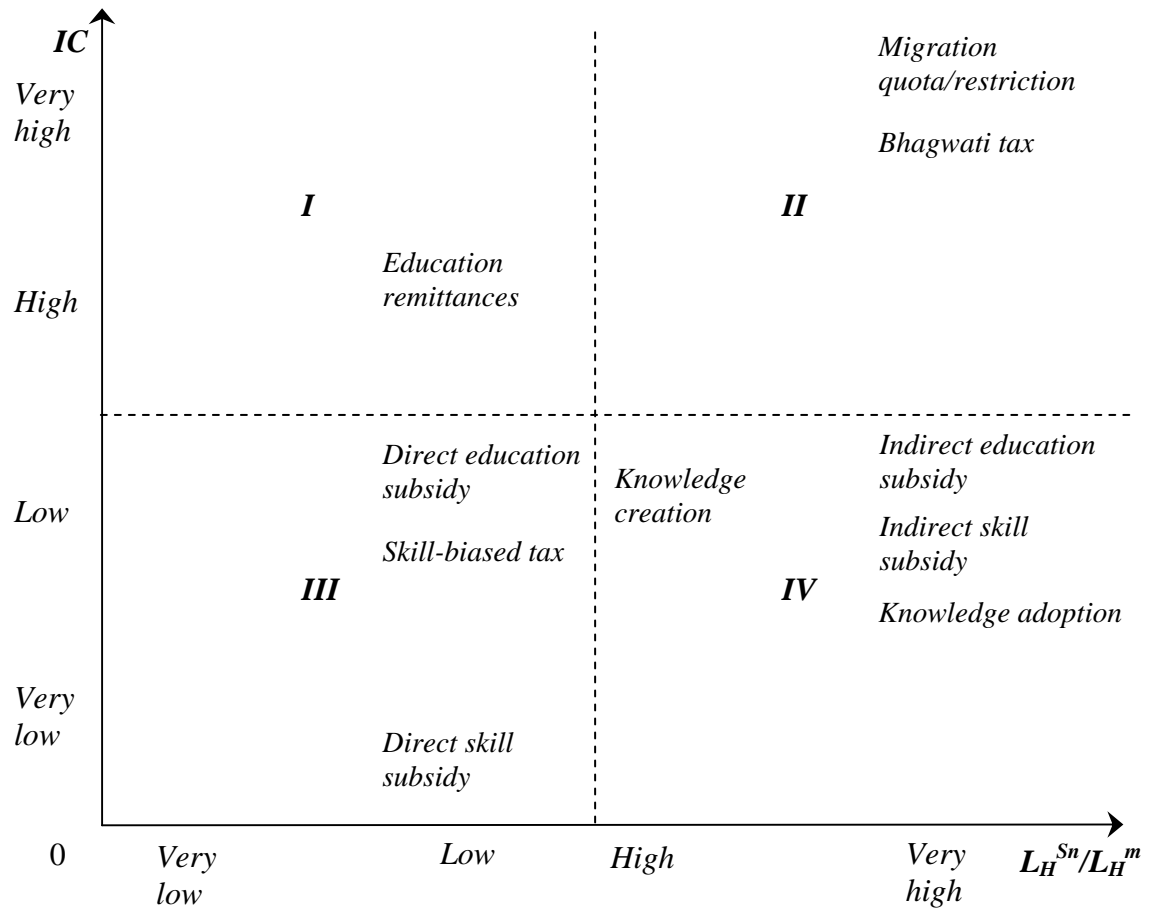 IC
Very
high
High
Low
Very
low
Migration
quota/restriction
Bhagwati tax
I
II
Education
remittances
Direct education
subsidy
Skill-biased tax
III
Direct skill
subsidy
Knowledge
creation
Indirect education
subsidy
Indirect skill
subsidy
IV
Knowledge adoption
0
Very
low
Low
High
Very
high
L_H^Sn/L_H^m